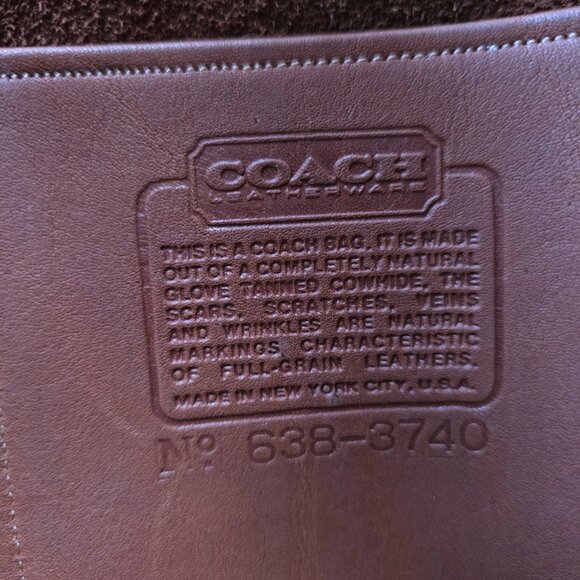 COACH
LEATHERWARE
THIS IS A COACH BAG. IT IS MADE
OUT OF A COMPLETELY NATURAL
GLOVE TANNED COWHIDE, THE
SCARS, SCRATCHES, VEINS
AND WRINKLES ARE NATURAL
MARKINGS CHARACTERISTIC
OF FULL-GRAIN LEATHERS.
MADE IN NEW YORK CITY, U.S.A.
No 638-3740